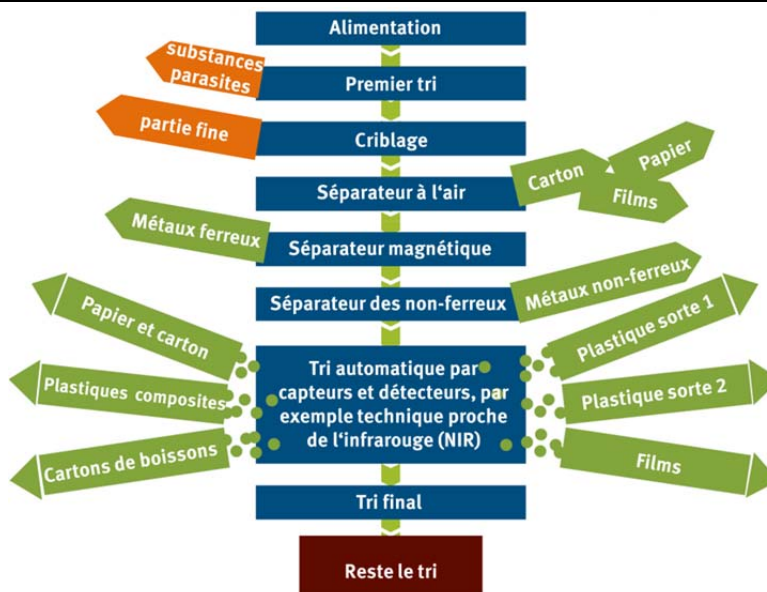 Alimentation
substances
parasites
Premier tri
partie fine
Criblage
Carton
Papier
Films
Séparateur à l‘air
Métaux ferreux
Séparateur magnétique
Séparateur des non-ferreux
Métaux non-ferreux
Papier et carton
Plastiques composites
Cartons de boissons
Tri automatique par
capteurs et détecteurs, par
exemple technique proche
de l‘infrarouge (NIR)
Plastique sorte 1
Plastique sorte 2
Films
Tri final
Reste le tri